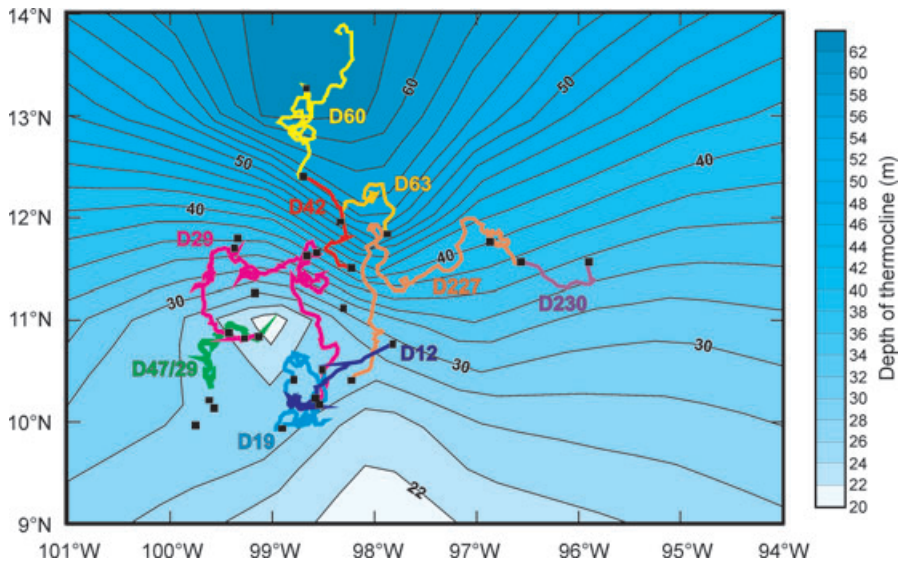 14°N
13°N
12°N
11°N
10°N
9°N
101°W 100°W 99°W 98°W 97°W 96°W 95°W 94°W
60
50
D60
50
40
D63
D42
40
D29
40
D227
D230
30
30
D12
30
D47/29
D19
22
62
60
58
56
54
52
50
48
46
44
42
40
38
36
34
32
30
28
26
24
22
20
Depth of thermocline (m)